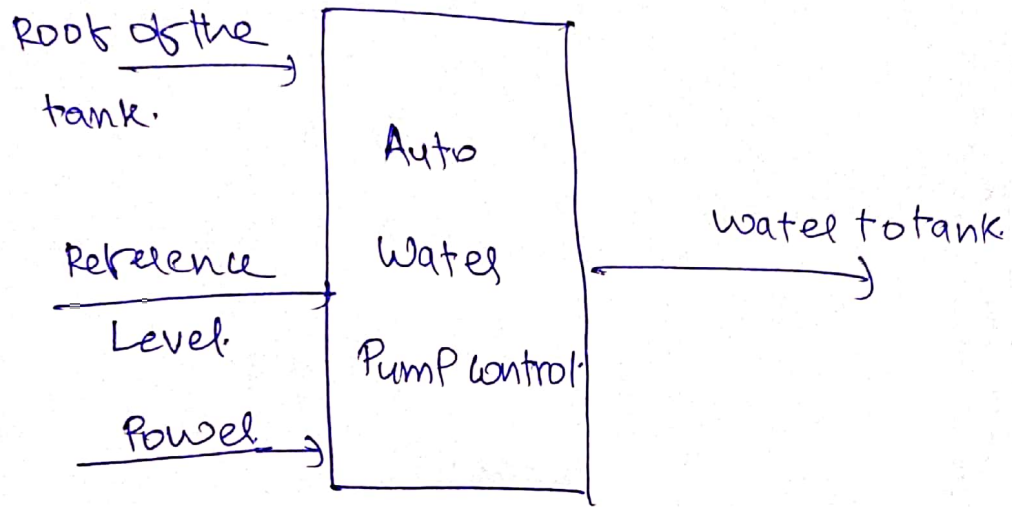 Roof of the
tank.
Auto
Water
Pump control.
Reference
Level.
Power
water to tank.